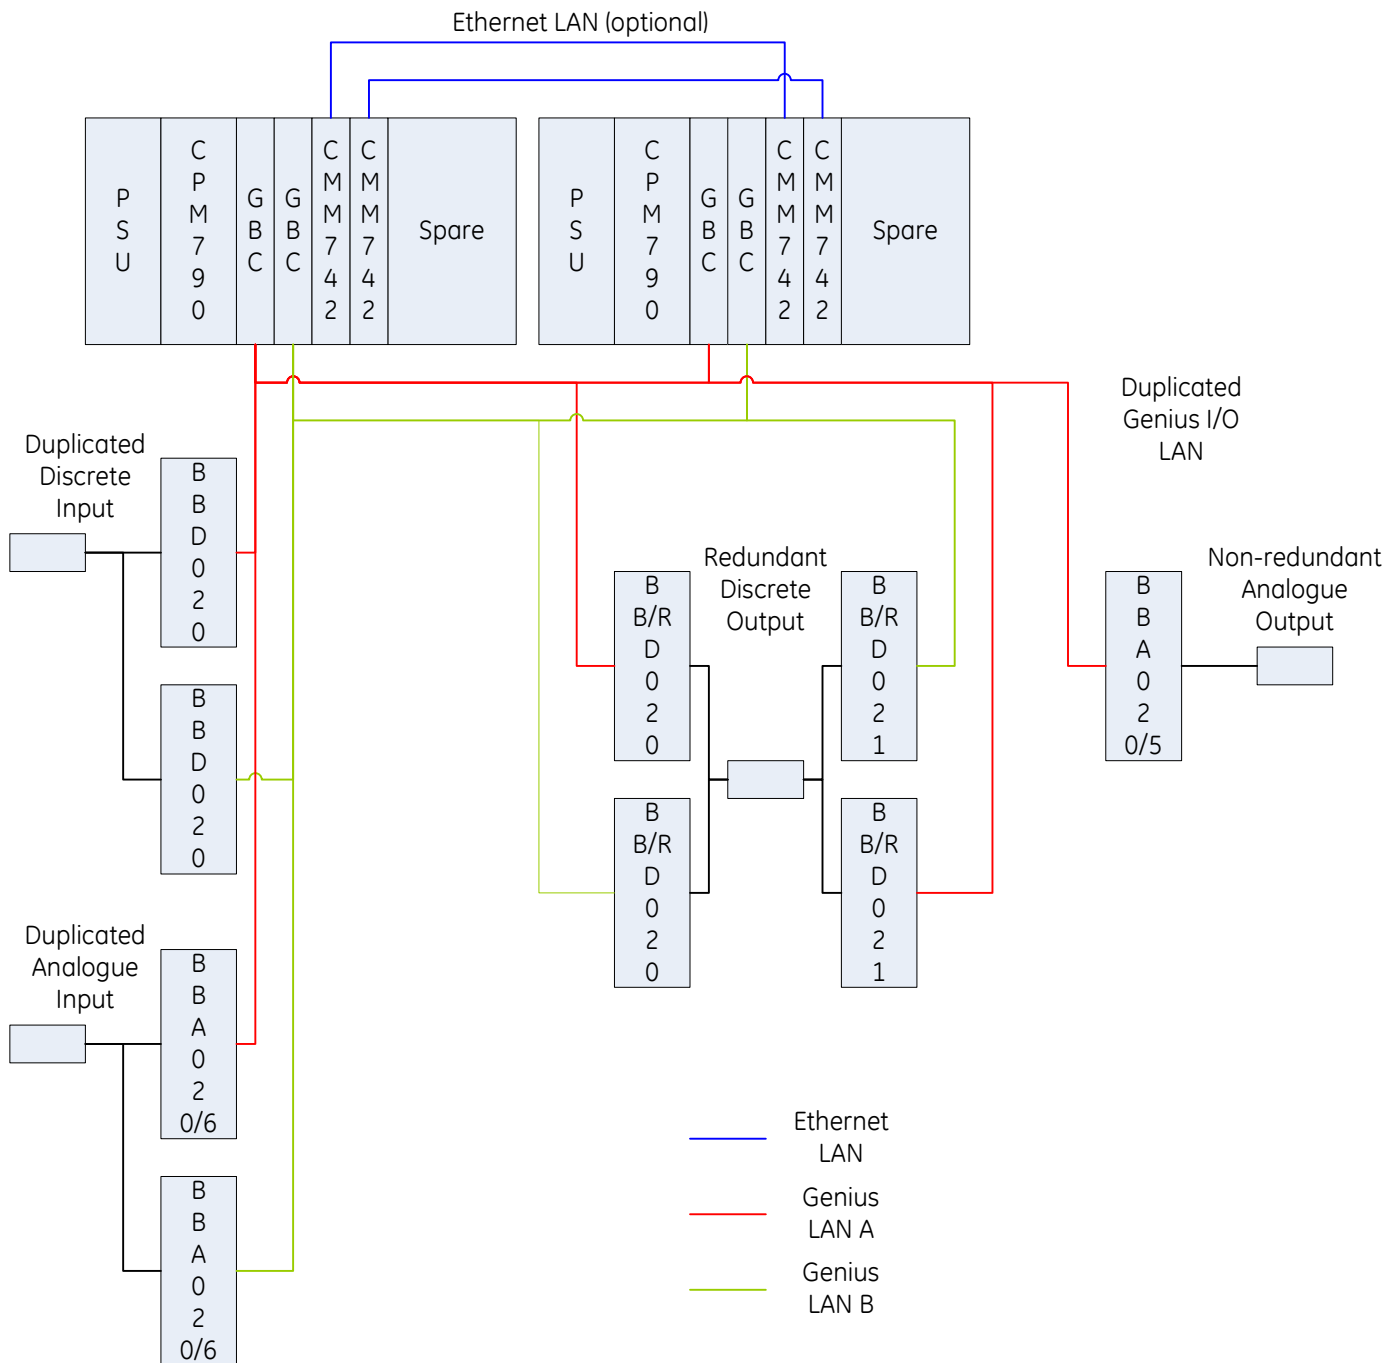 Ethernet LAN (optional)
P
S
U
C
P
M
7
9
0
G
B
C
G
B
C
C
M
M
7
4
2
C
M
M
7
4
2
Spare
P
S
U
C
P
M
7
9
0
G
B
C
G
B
C
C
M
M
7
4
2
C
M
M
7
4
2
Spare
Duplicated
Genius I/O
LAN
Duplicated
Discrete
Input
B
B
D
0
2
0
B
B
D
0
2
0
Duplicated
Analogue
Input
B
B
A
0
2
0/6
B
B
A
0
2
0/6
B
B/R
D
0
2
0
Redundant
Discrete
Output
B
B/R
D
0
2
1
B
B/R
D
0
2
0
B
B/R
D
0
2
1
B
B
A
0
2
0/5
Non-redundant
Analogue
Output
Ethernet
LAN
Genius
LAN A
Genius
LAN B